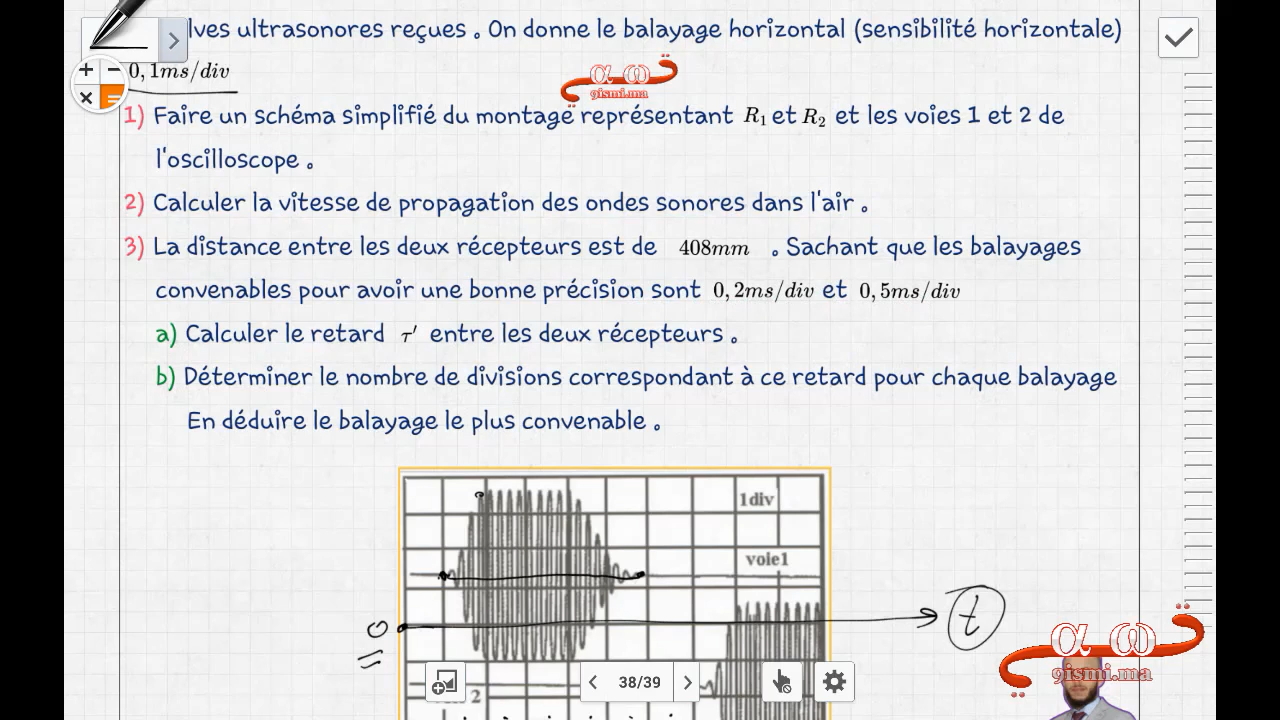 lves ultrasonores reçues . On donne le balayage horizontal (sensibilité horizontale)
0,1ms/div
α ω
9ismi.ma
1) Faire un schéma simplifié du montage représentant R₁ et R₂ et les voies 1 et 2 de
l'oscilloscope .
2) Calculer la vitesse de propagation des ondes sonores dans l'air .
3) La distance entre les deux récepteurs est de 408mm . Sachant que les balayages
convenables pour avoir une bonne précision sont 0,2ms/div et 0,5ms/div
a) Calculer le retard τ' entre les deux récepteurs .
b) Déterminer le nombre de divisions correspondant à ce retard pour chaque balayage
En déduire le balayage le plus convenable .
1div
voie1
0
t
2
38/39
α ω
9ismi.ma